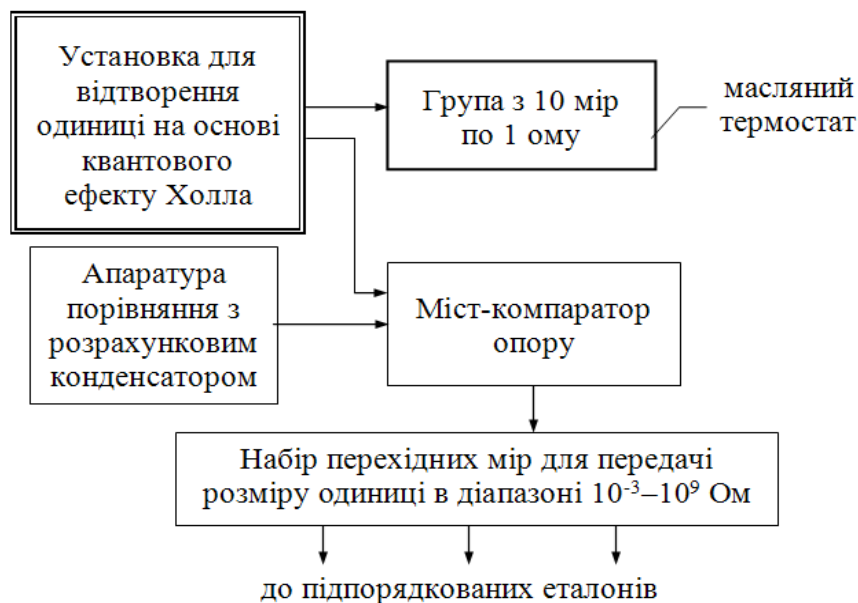 Установка для
відтворення
одиниці на основі
квантового
ефекту Холла
Група з 10 мір
по 1 ому
масляний
термостат
Апаратура
порівняння з
розрахунковим
конденсатором
Міст-компаратор
опору
Набір перехідних мір для передачі
розміру одиниці в діапазоні 10⁻³–10⁹ Ом
до підпорядкованих еталонів